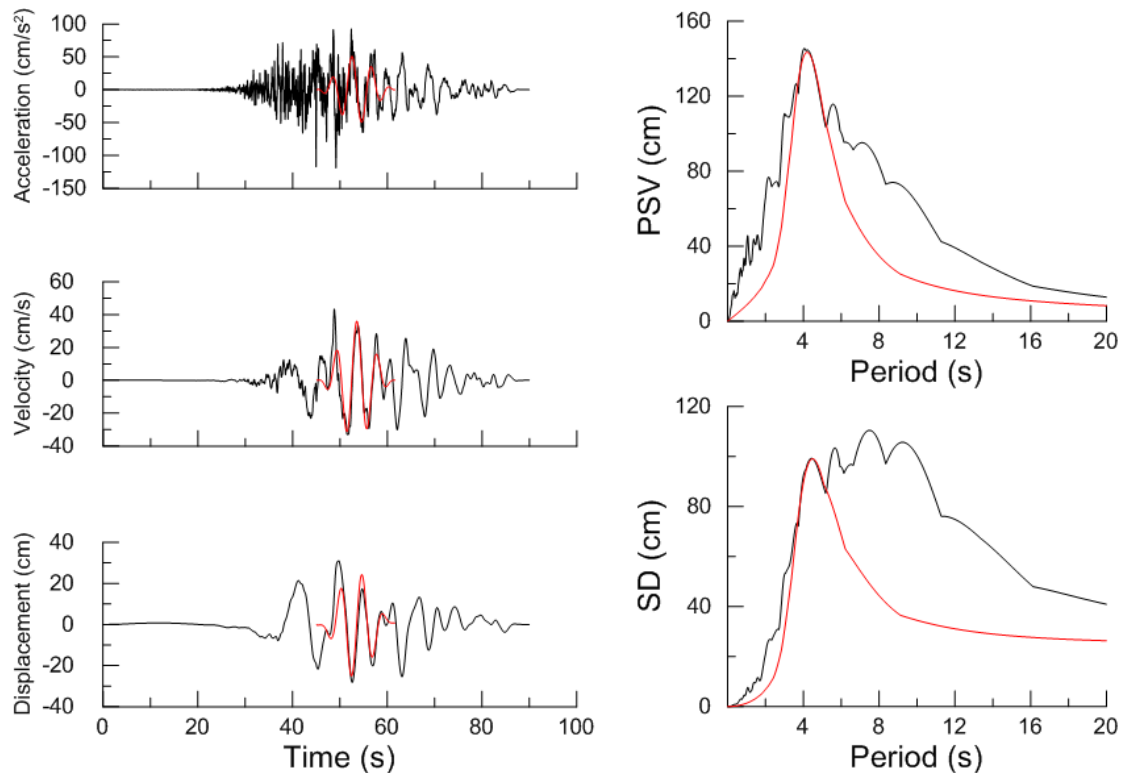 Acceleration (cm/s²)
100
50
0
-50
-100
-150
Velocity (cm/s)
60
40
20
0
-20
-40
Displacement (cm)
40
20
0
-20
-40
0 20 40 60 80 100
Time (s)
PSV (cm)
160
120
80
40
0
4 8 12 16 20
Period (s)
SD (cm)
120
80
40
0
4 8 12 16 20
Period (s)